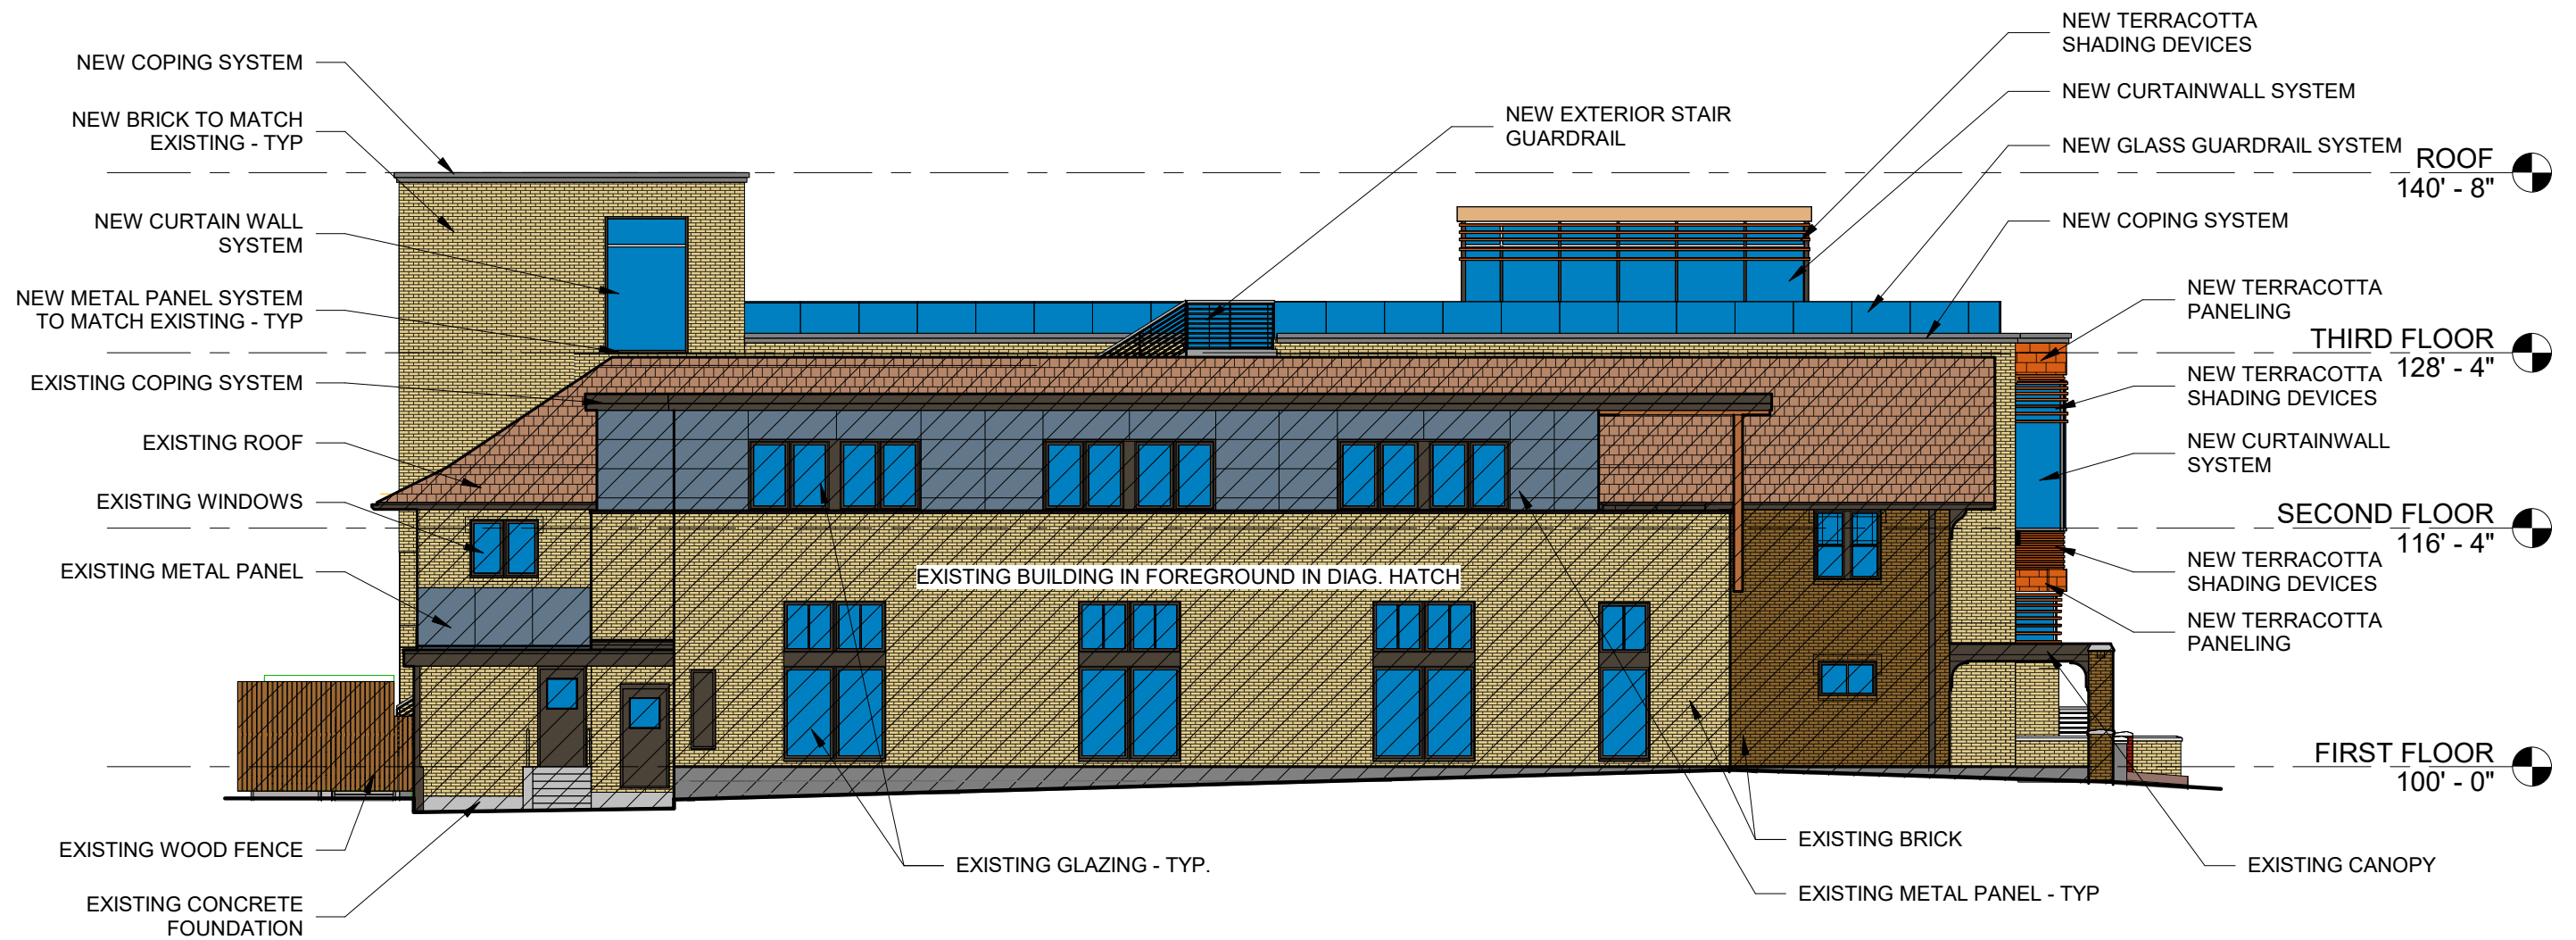 NEW COPING SYSTEM
NEW BRICK TO MATCH
EXISTING - TYP
NEW CURTAIN WALL
SYSTEM
NEW METAL PANEL SYSTEM
TO MATCH EXISTING - TYP
EXISTING COPING SYSTEM
EXISTING ROOF
EXISTING WINDOWS
EXISTING METAL PANEL
EXISTING WOOD FENCE
EXISTING CONCRETE
FOUNDATION
NEW EXTERIOR STAIR
GUARDRAIL
EXISTING BUILDING IN FOREGROUND IN DIAG. HATCH
EXISTING GLAZING - TYP.
EXISTING BRICK
EXISTING METAL PANEL - TYP
EXISTING CANOPY
NEW TERRACOTTA
SHADING DEVICES
NEW CURTAINWALL SYSTEM
NEW GLASS GUARDRAIL SYSTEM
ROOF
140' - 8"
NEW COPING SYSTEM
NEW TERRACOTTA
PANELING
THIRD FLOOR
128' - 4"
NEW TERRACOTTA
SHADING DEVICES
NEW CURTAINWALL
SYSTEM
SECOND FLOOR
116' - 4"
NEW TERRACOTTA
SHADING DEVICES
NEW TERRACOTTA
PANELING
FIRST FLOOR
100' - 0"